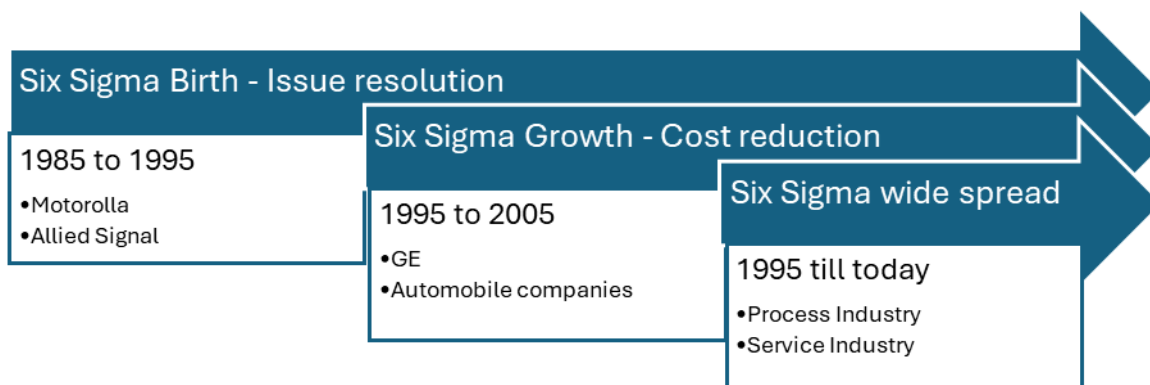 Six Sigma Birth - Issue resolution
1985 to 1995
•Motorolla
•Allied Signal
Six Sigma Growth - Cost reduction
1995 to 2005
•GE
•Automobile companies
Six Sigma wide spread
1995 till today
•Process Industry
•Service Industry